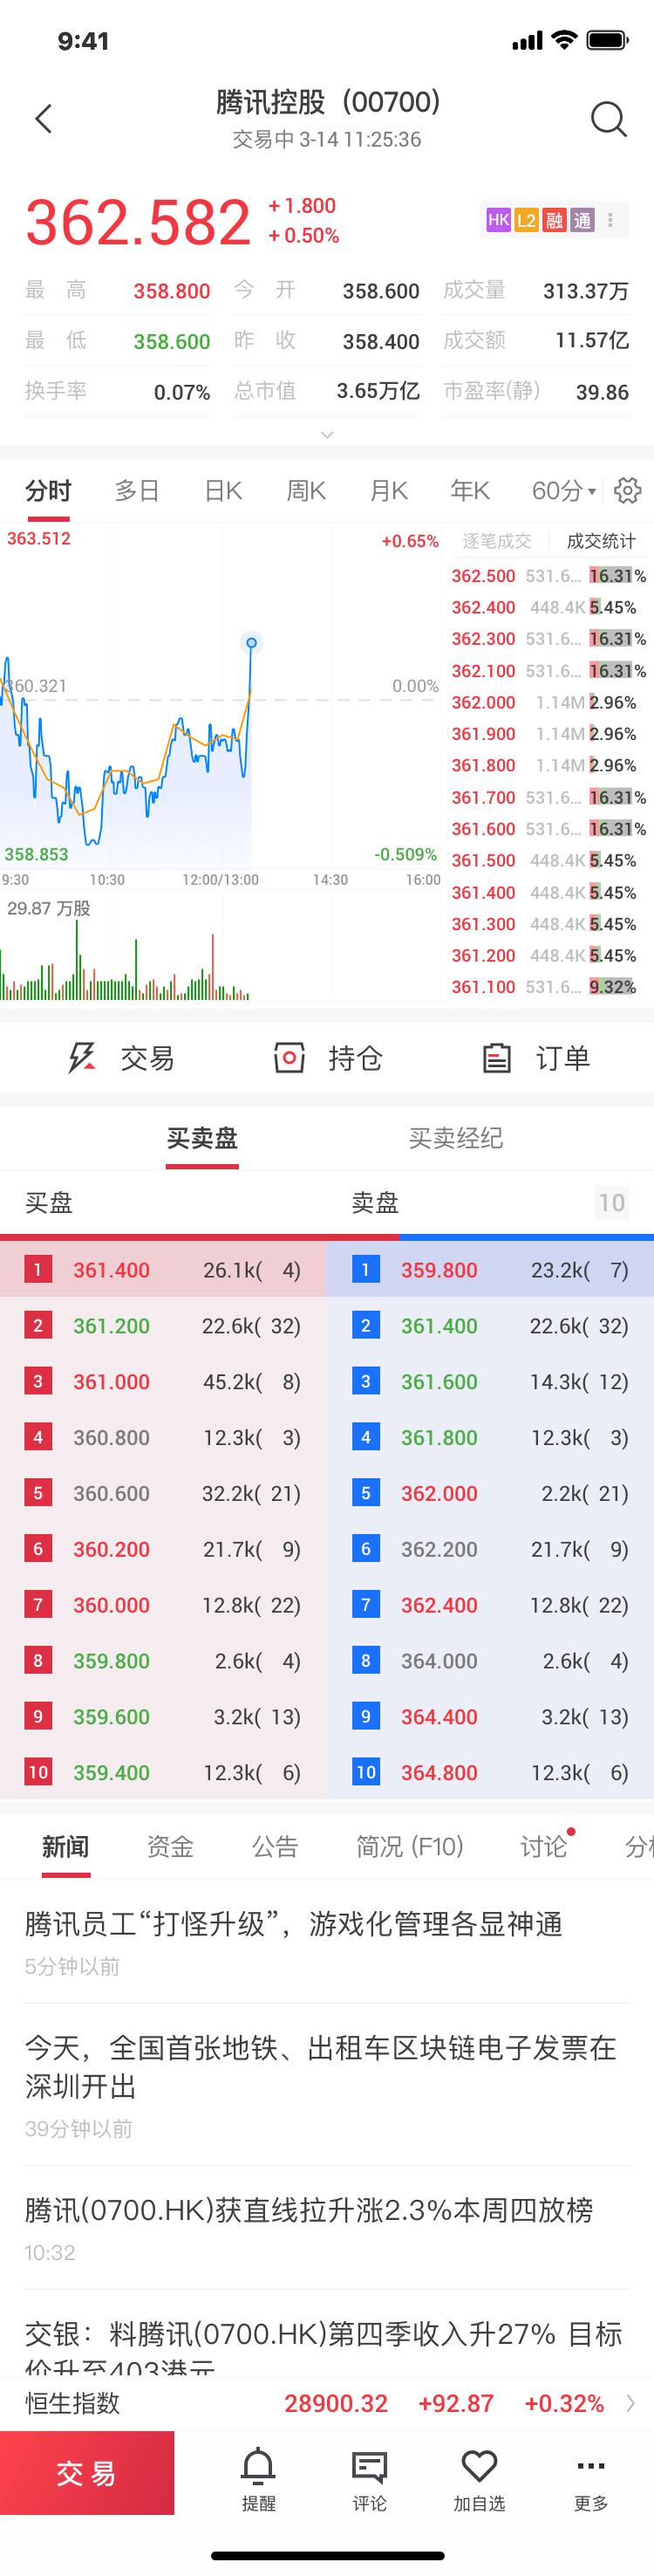 9:41
腾讯控股（00700）
交易中 3-14 11:25:36
362.582
+ 1.800
+ 0.50%
HK L2 融 通
最 高 358.800 今 开 358.600 成交量 313.37万
最 低 358.600 昨 收 358.400 成交额 11.57亿
换手率 0.07% 总市值 3.65万亿 市盈率(静) 39.86
分时 多日 日K 周K 月K 年K 60分
363.512 +0.65%
360.321 0.00%
358.853 -0.509%
9:30 10:30 12:00/13:00 14:30 16:00
29.87 万股
逐笔成交 成交统计
362.500 531.6... 16.31%
362.400 448.4K 5.45%
362.300 531.6... 16.31%
362.100 531.6... 16.31%
362.000 1.14M 2.96%
361.900 1.14M 2.96%
361.800 1.14M 2.96%
361.700 531.6... 16.31%
361.600 531.6... 16.31%
361.500 448.4K 5.45%
361.400 448.4K 5.45%
361.300 448.4K 5.45%
361.200 448.4K 5.45%
361.100 531.6... 9.32%
交易 持仓 订单
买卖盘 买卖经纪
买盘 卖盘 10
1 361.400 26.1k( 4) 1 359.800 23.2k( 7)
2 361.200 22.6k( 32) 2 361.400 22.6k( 32)
3 361.000 45.2k( 8) 3 361.600 14.3k( 12)
4 360.800 12.3k( 3) 4 361.800 12.3k( 3)
5 360.600 32.2k( 21) 5 362.000 2.2k( 21)
6 360.200 21.7k( 9) 6 362.200 21.7k( 9)
7 360.000 12.8k( 22) 7 362.400 12.8k( 22)
8 359.800 2.6k( 4) 8 364.000 2.6k( 4)
9 359.600 3.2k( 13) 9 364.400 3.2k( 13)
10 359.400 12.3k( 6) 10 364.800 12.3k( 6)
新闻 资金 公告 简况 (F10) 讨论 分析
腾讯员工“打怪升级”，游戏化管理各显神通
5分钟以前
今天，全国首张地铁、出租车区块链电子发票在
深圳开出
39分钟以前
腾讯(0700.HK)获直线拉升涨2.3%本周四放榜
10:32
交银：料腾讯(0700.HK)第四季收入升27% 目标
价升至403港元
恒生指数 28900.32 +92.87 +0.32%
交 易 提醒 评论 加自选 更多